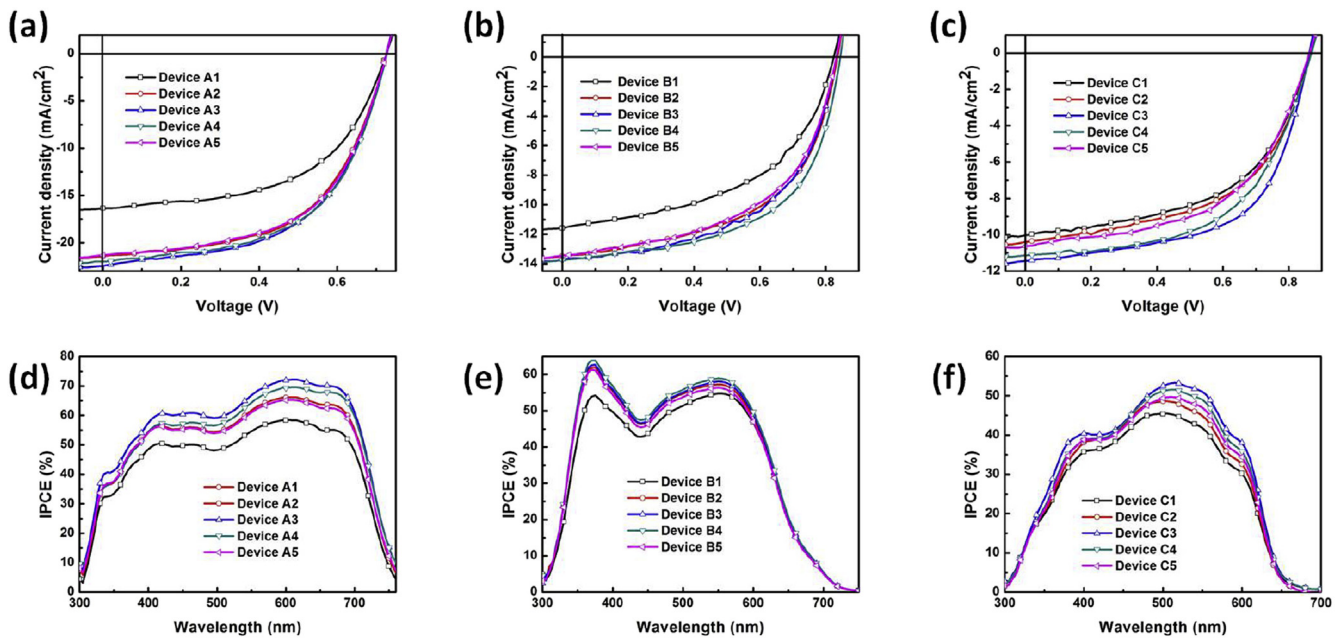 (a)
Current density (mA/cm²)
0
-5
-10
-15
-20
Device A1
Device A2
Device A3
Device A4
Device A5
0.0 0.2 0.4 0.6
Voltage (V)
(b)
Current density (mA/cm²)
0
-2
-4
-6
-8
-10
-12
-14
Device B1
Device B2
Device B3
Device B4
Device B5
0.0 0.2 0.4 0.6 0.8
Voltage (V)
(c)
Current density (mA/cm²)
0
-2
-4
-6
-8
-10
-12
Device C1
Device C2
Device C3
Device C4
Device C5
0.0 0.2 0.4 0.6 0.8
Voltage (V)
(d)
IPCE (%)
80
70
60
50
40
30
20
10
0
Device A1
Device A2
Device A3
Device A4
Device A5
300 400 500 600 700
Wavelength (nm)
(e)
IPCE (%)
60
50
40
30
20
10
0
Device B1
Device B2
Device B3
Device B4
Device B5
300 400 500 600 700
Wavelength (nm)
(f)
IPCE (%)
60
50
40
30
20
10
0
Device C1
Device C2
Device C3
Device C4
Device C5
300 400 500 600 700
Wavelength (nm)